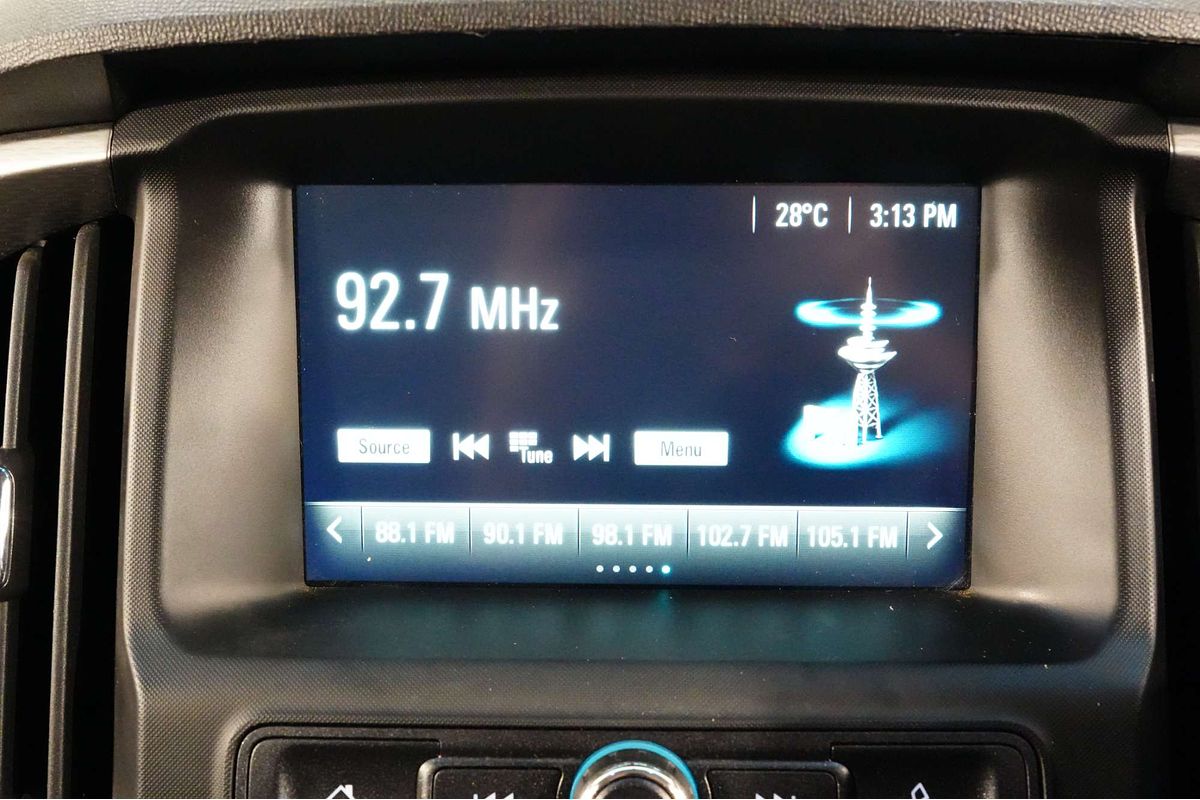 28°C 3:13 PM
92.7 MHz
Source Tune Menu
88.1 FM 90.1 FM 98.1 FM 102.7 FM 105.1 FM